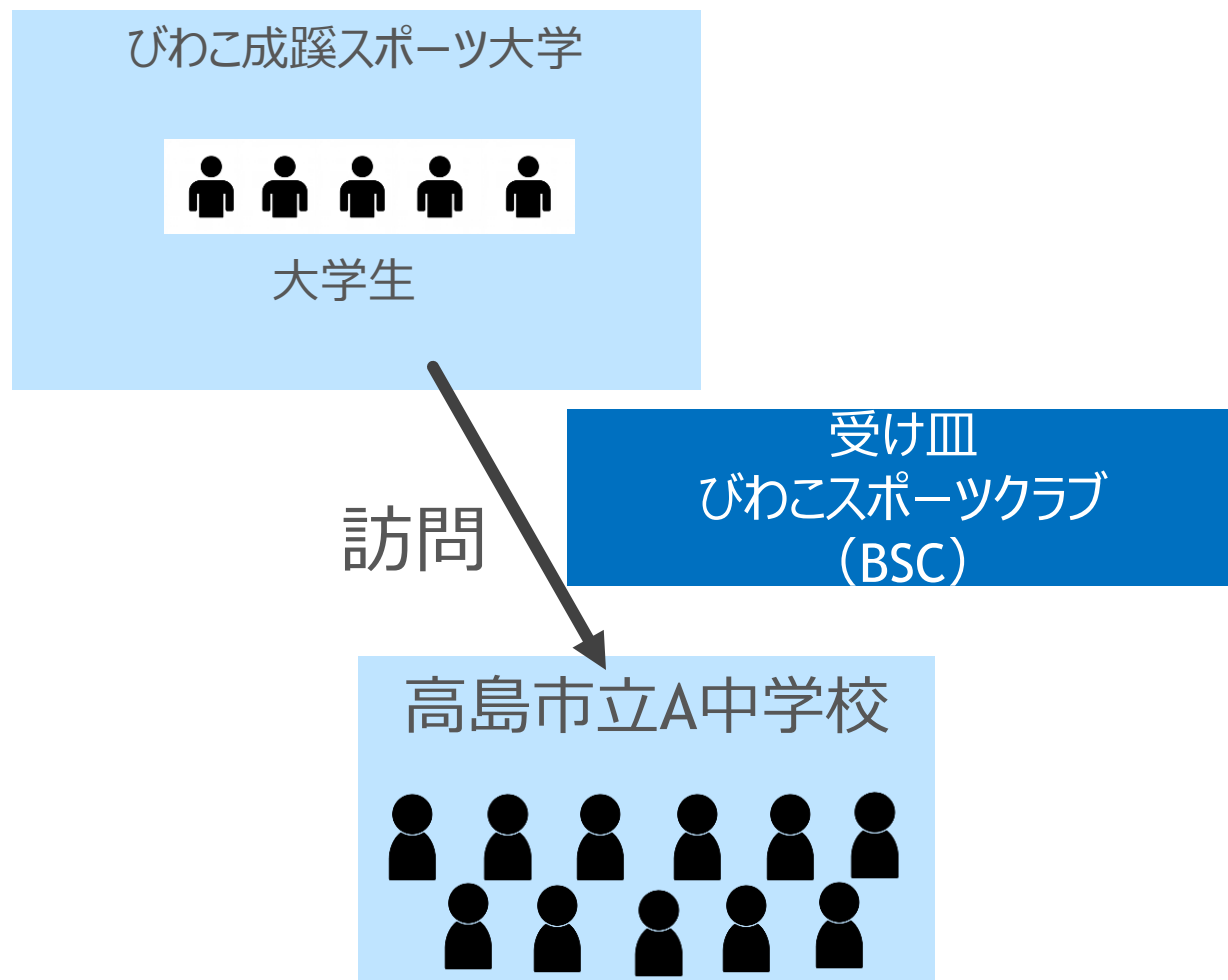 びわこ成蹊スポーツ大学
大学生
訪問
受け皿
びわこスポーツクラブ
（BSC）
高島市立A中学校